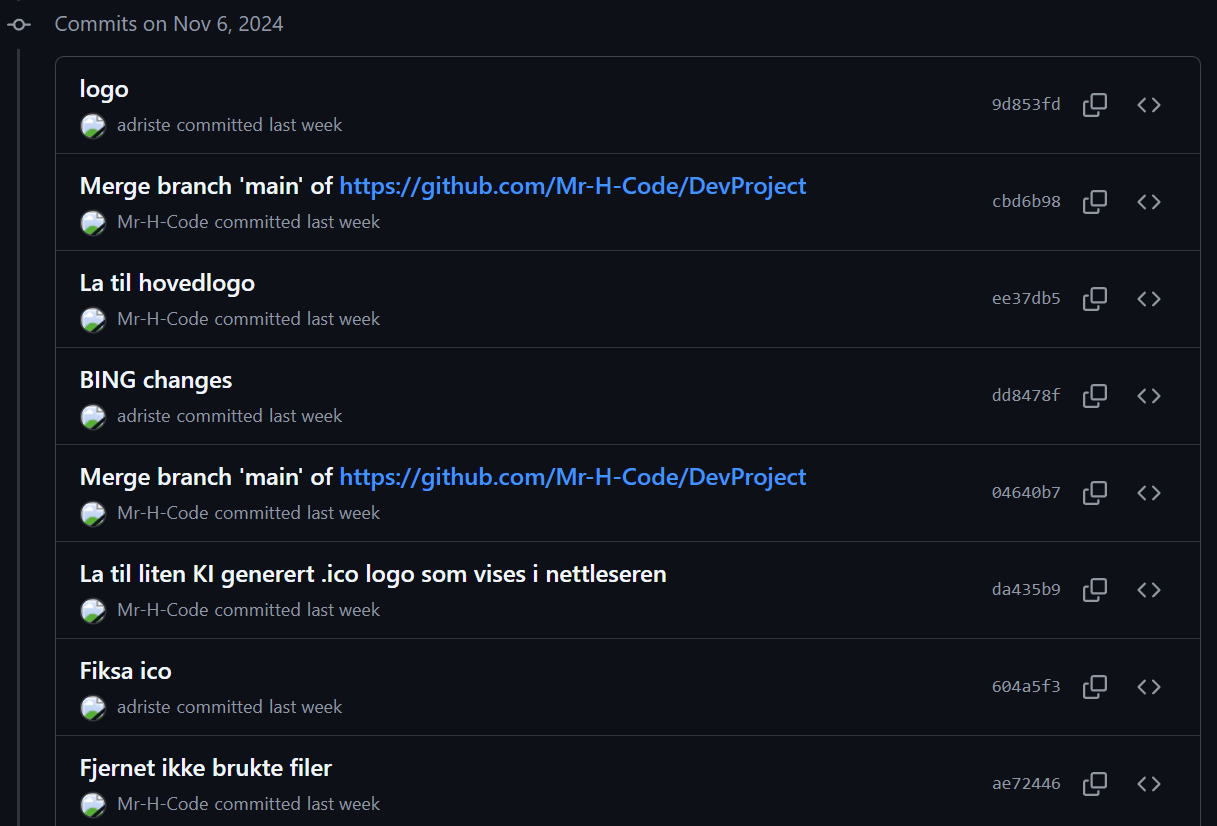 Commits on Nov 6, 2024
logo
9d853fd
adriste committed last week
Merge branch 'main' of https://github.com/Mr-H-Code/DevProject
cbd6b98
Mr-H-Code committed last week
La til hovedlogo
ee37db5
Mr-H-Code committed last week
BING changes
dd8478f
adriste committed last week
Merge branch 'main' of https://github.com/Mr-H-Code/DevProject
04640b7
Mr-H-Code committed last week
La til liten KI generert .ico logo som vises i nettleseren
da435b9
Mr-H-Code committed last week
Fiksa ico
604a5f3
adriste committed last week
Fjernet ikke brukte filer
ae72446
Mr-H-Code committed last week